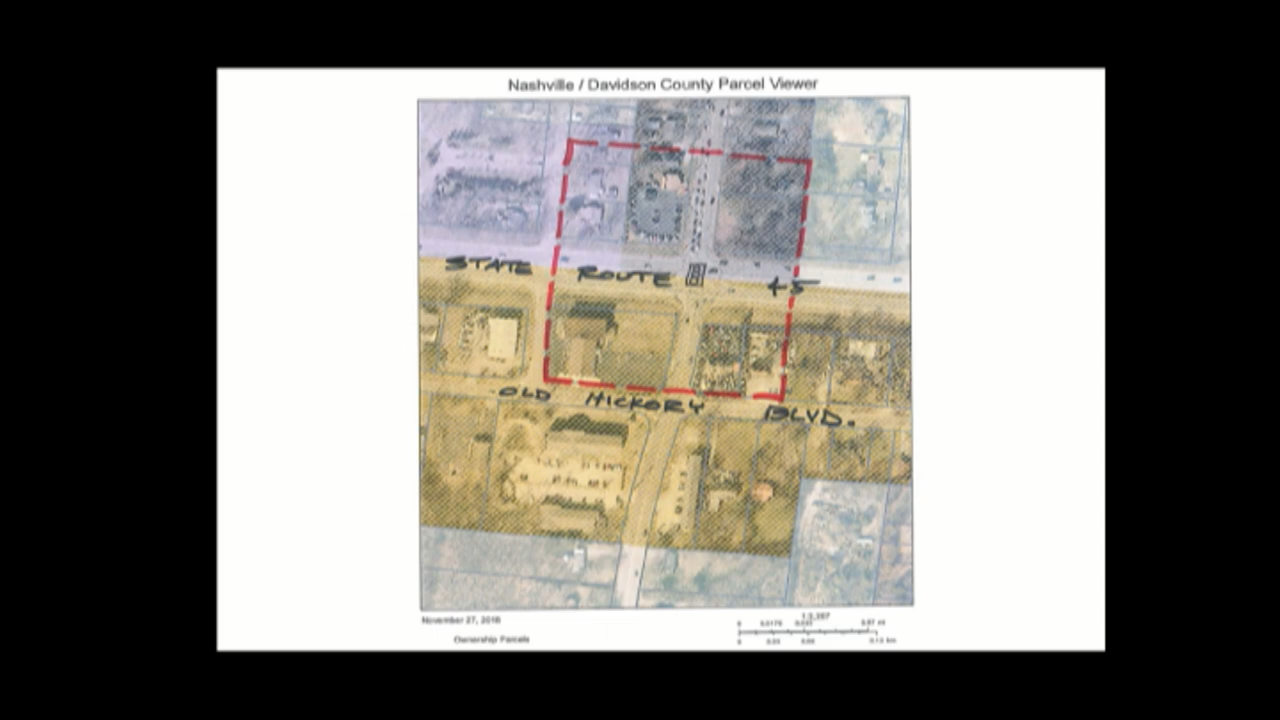 Nashville / Davidson County Parcel Viewer
STATE ROUTE 45
OLD HICKORY BLVD.
November 27, 2018
Ownership Parcels